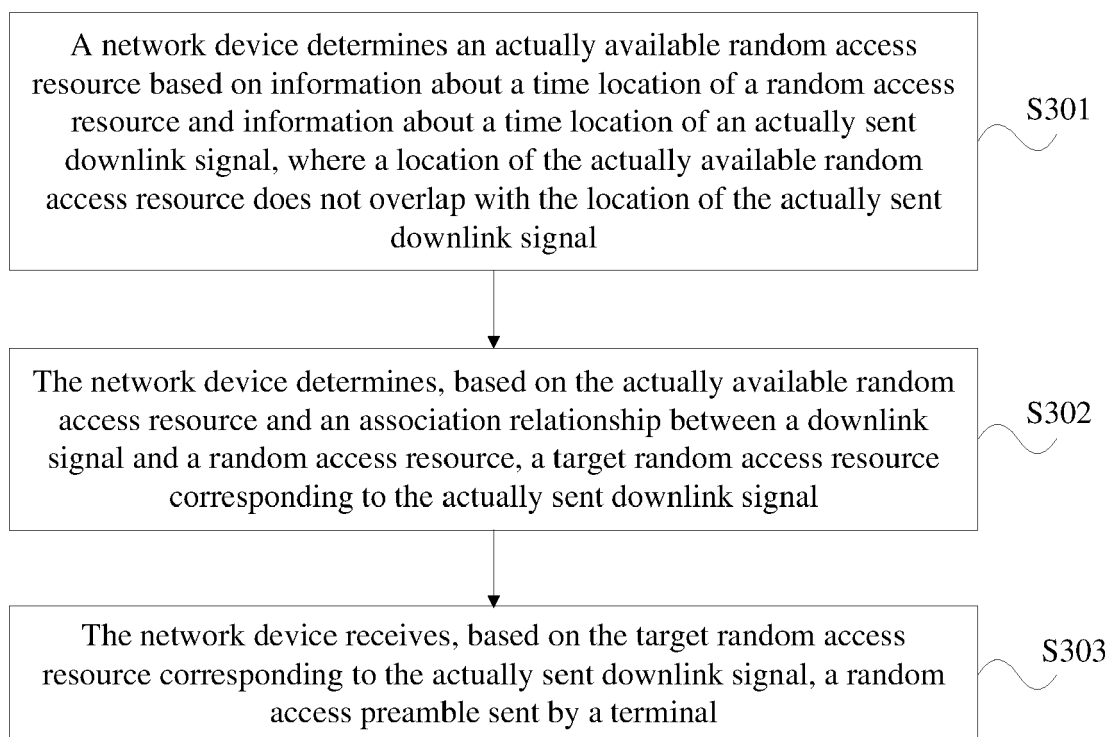 A network device determines an actually available random access
resource based on information about a time location of a random access
resource and information about a time location of an actually sent
downlink signal, where a location of the actually available random
access resource does not overlap with the location of the actually sent
downlink signal
S301
The network device determines, based on the actually available random
access resource and an association relationship between a downlink
signal and a random access resource, a target random access resource
corresponding to the actually sent downlink signal
S302
The network device receives, based on the target random access
resource corresponding to the actually sent downlink signal, a random
access preamble sent by a terminal
S303